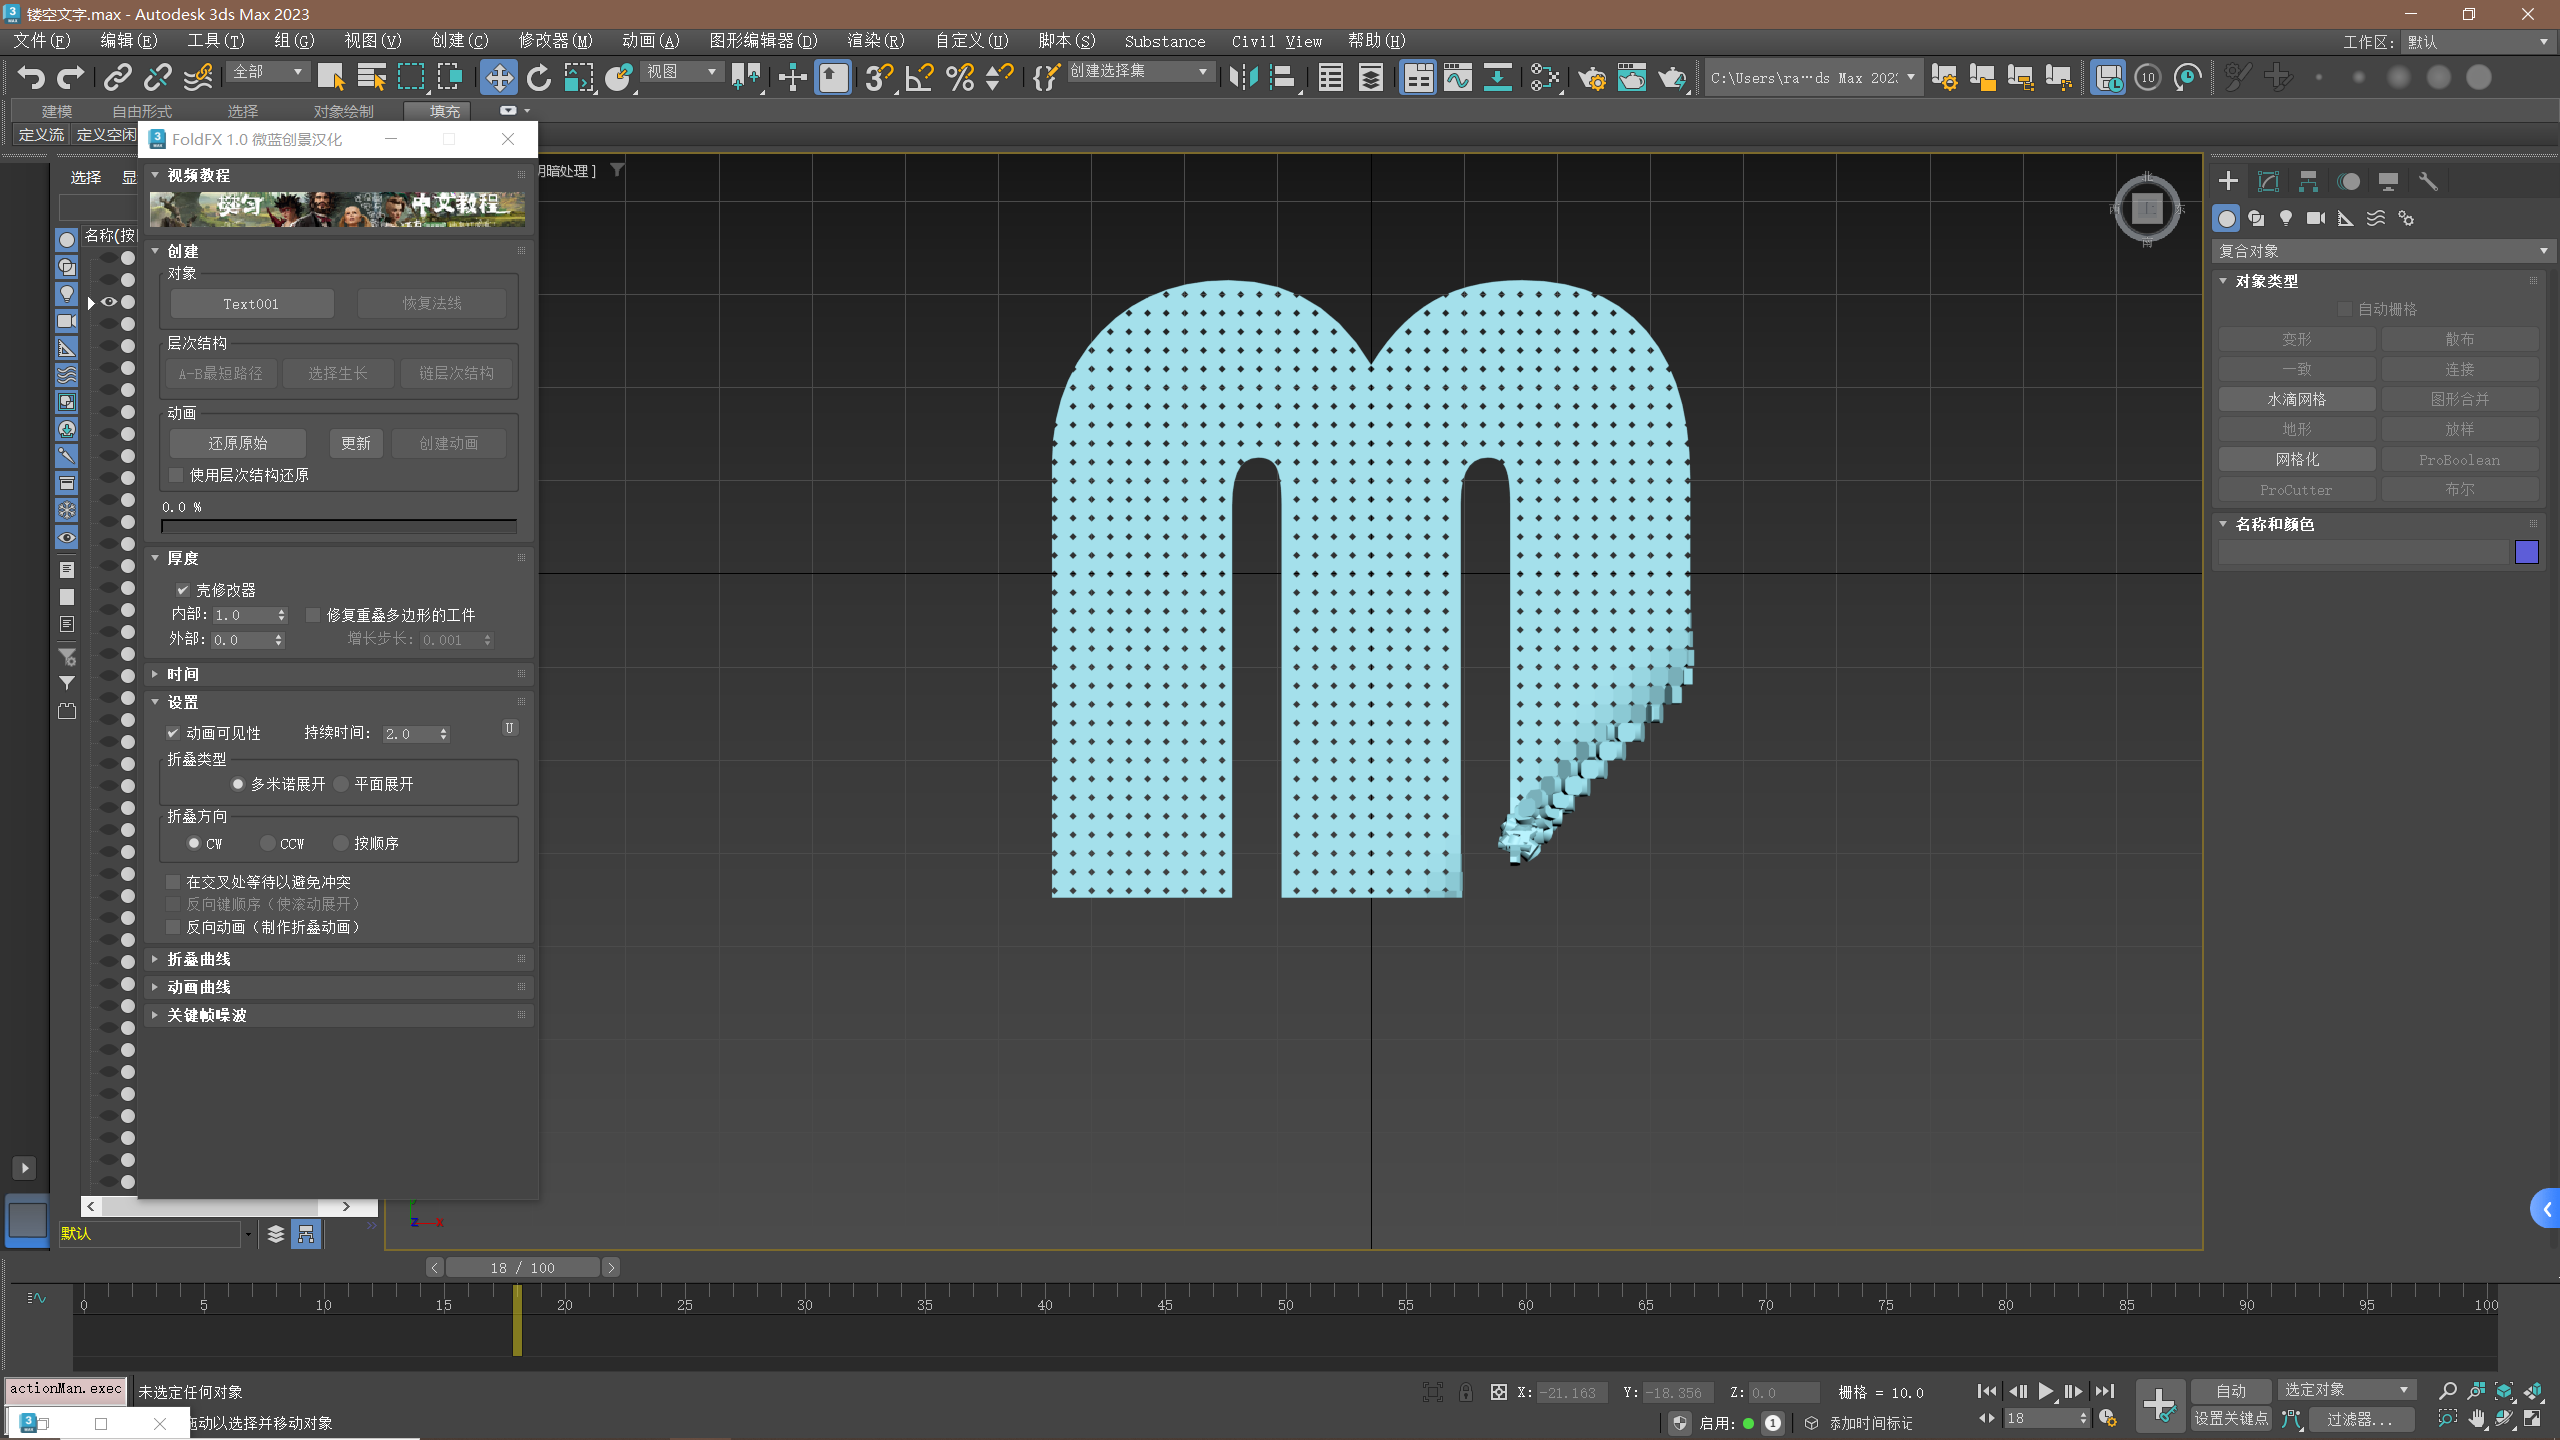 镂空文字.max - Autodesk 3ds Max 2023
文件(F) 编辑(E) 工具(T) 组(G) 视图(V) 创建(C) 修改器(M) 动画(A) 图形编辑器(D) 渲染(R) 自定义(U) 脚本(S) Substance Civil View 帮助(H) 工作区: 默认
全部 视图 创建选择集 C:\Users\ra…ds Max 202 10
建模 自由形式 选择 对象绘制 填充
定义流 定义空闲
FoldFX 1.0 微蓝创景汉化
选择 显
视频教程
中文教程
名称(按
创建
对象
Text001 恢复法线
层次结构
A-B最短路径 选择生长 链层次结构
动画
还原原始 更新 创建动画
使用层次结构还原
0.0 %
厚度
壳修改器
内部: 1.0 修复重叠多边形的工件
外部: 0.0 增长步长: 0.001
时间
设置
动画可见性 持续时间: 2.0 U
折叠类型
多米诺展开 平面展开
折叠方向
CW CCW 按顺序
在交叉处等待以避免冲突
反向键顺序（使滚动展开）
反向动画（制作折叠动画）
折叠曲线
动画曲线
关键帧噪波
明暗处理 ]
北
西 上 东
南
复合对象
对象类型
自动栅格
变形 散布
一致 连接
水滴网格 图形合并
地形 放样
网格化 ProBoolean
ProCutter 布尔
名称和颜色
z x
默认
18 / 100
0 5 10 15 20 25 30 35 40 45 50 55 60 65 70 75 80 85 90 95 100
actionMan.exec 未选定任何对象 X: -21.163 Y: -18.356 Z: 0.0 栅格 = 10.0 自动 选定对象
拖动以选择并移动对象 启用: 1 添加时间标记 18 设置关键点 过滤器...